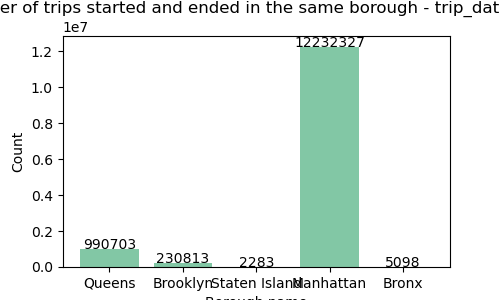 er of trips started and ended in the same borough - trip_dat
1e7
12232327
1.2
1.0
0.8
0.6
0.4
0.2
0.0
Count
990703
230813
2283
5098
Queens
Brooklyn
Staten Island
Manhattan
Bronx
Borough name